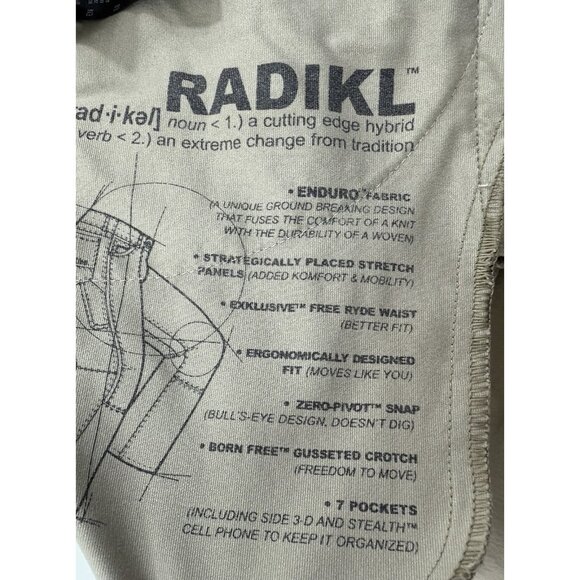 RADIKL™
ad·i·kəl] noun < 1.) a cutting edge hybrid
verb < 2.) an extreme change from tradition
• ENDURO FABRIC
(A UNIQUE GROUND BREAKING DESIGN
THAT FUSES THE COMFORT OF A KNIT
WITH THE DURABILITY OF A WOVEN)
• STRATEGICALLY PLACED STRETCH
PANELS (ADDED KOMFORT & MOBILITY)
• EXKLUSIVE™ FREE RYDE WAIST
(BETTER FIT)
• ERGONOMICALLY DESIGNED
FIT (MOVES LIKE YOU)
• ZERO-PIVOT™ SNAP
(BULL'S-EYE DESIGN, DOESN'T DIG)
• BORN FREE™ GUSSETED CROTCH
(FREEDOM TO MOVE)
• 7 POCKETS
(INCLUDING SIDE 3-D AND STEALTH™
CELL PHONE TO KEEP IT ORGANIZED)